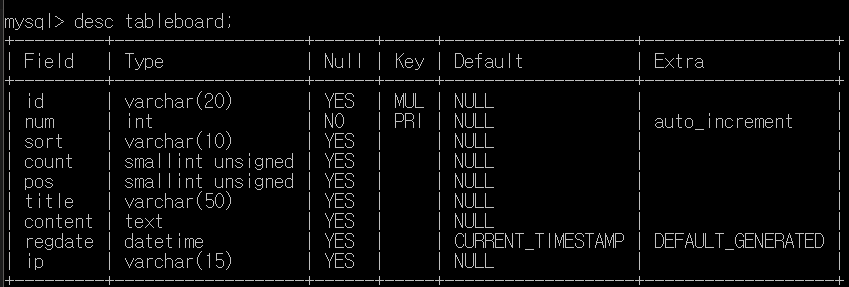 mysql> desc tableboard;
+----------+-------------------+------+-----+-------------------+-------------------+
| Field | Type | Null | Key | Default | Extra |
+----------+-------------------+------+-----+-------------------+-------------------+
| id | varchar(20) | YES | MUL | NULL | |
| num | int | NO | PRI | NULL | auto_increment |
| sort | varchar(10) | YES | | NULL | |
| count | smallint unsigned | YES | | NULL | |
| pos | smallint unsigned | YES | | NULL | |
| title | varchar(50) | YES | | NULL | |
| content | text | YES | | NULL | |
| regdate | datetime | YES | | CURRENT_TIMESTAMP | DEFAULT_GENERATED |
| ip | varchar(15) | YES | | NULL | |
+----------+-------------------+------+-----+-------------------+-------------------+